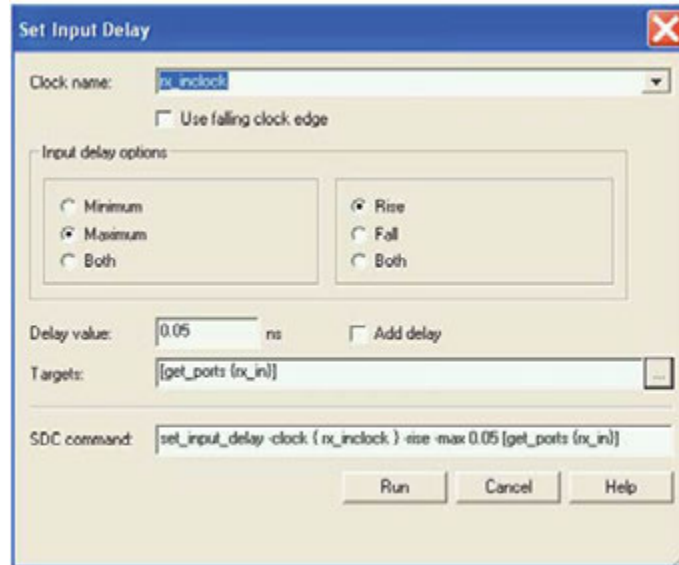 Set Input Delay
Clock name: rx_inclock
Use falling clock edge
Input delay options
Minimum
Maximum
Both
Rise
Fall
Both
Delay value: 0.05 ns Add delay
Targets: [get_ports {rx_in}] ...
SDC command: set_input_delay -clock { rx_inclock } -rise -max 0.05 [get_ports {rx_in}]
Run Cancel Help